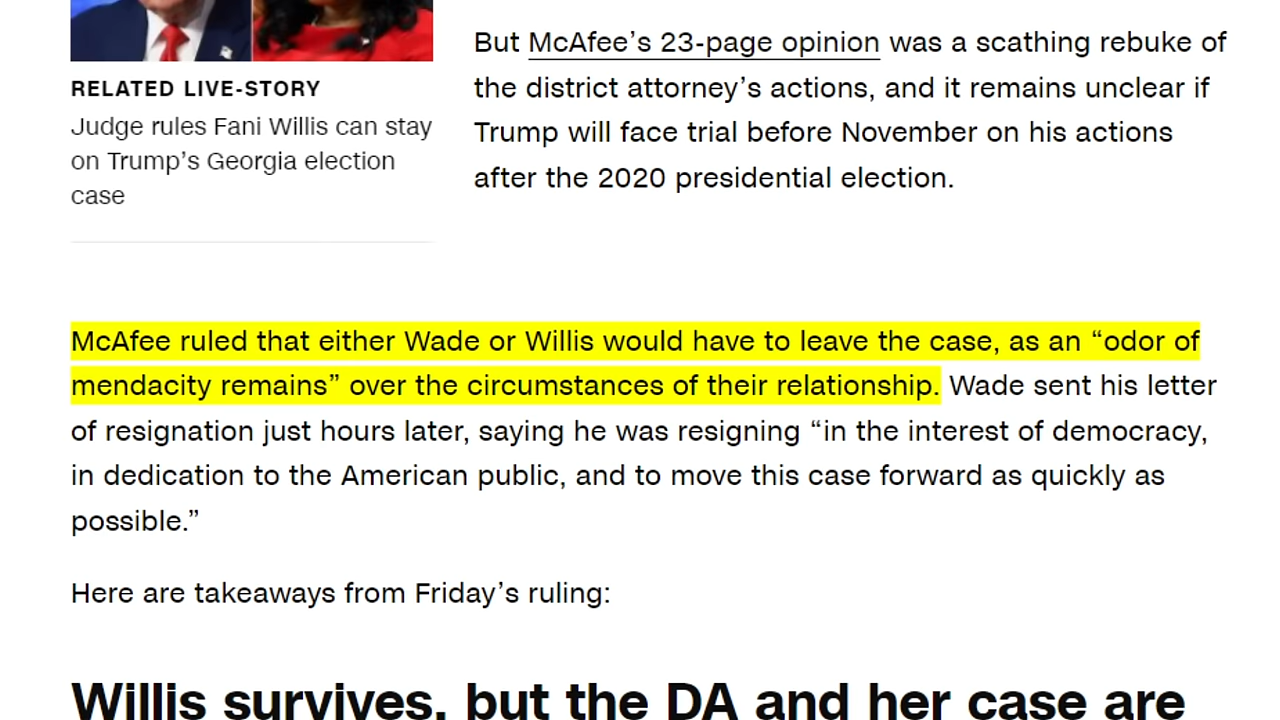 RELATED LIVE-STORY
Judge rules Fani Willis can stay
on Trump’s Georgia election
case
But McAfee’s 23-page opinion was a scathing rebuke of
the district attorney’s actions, and it remains unclear if
Trump will face trial before November on his actions
after the 2020 presidential election.
McAfee ruled that either Wade or Willis would have to leave the case, as an “odor of
mendacity remains” over the circumstances of their relationship. Wade sent his letter
of resignation just hours later, saying he was resigning “in the interest of democracy,
in dedication to the American public, and to move this case forward as quickly as
possible.”
Here are takeaways from Friday’s ruling:
Willis survives, but the DA and her case are